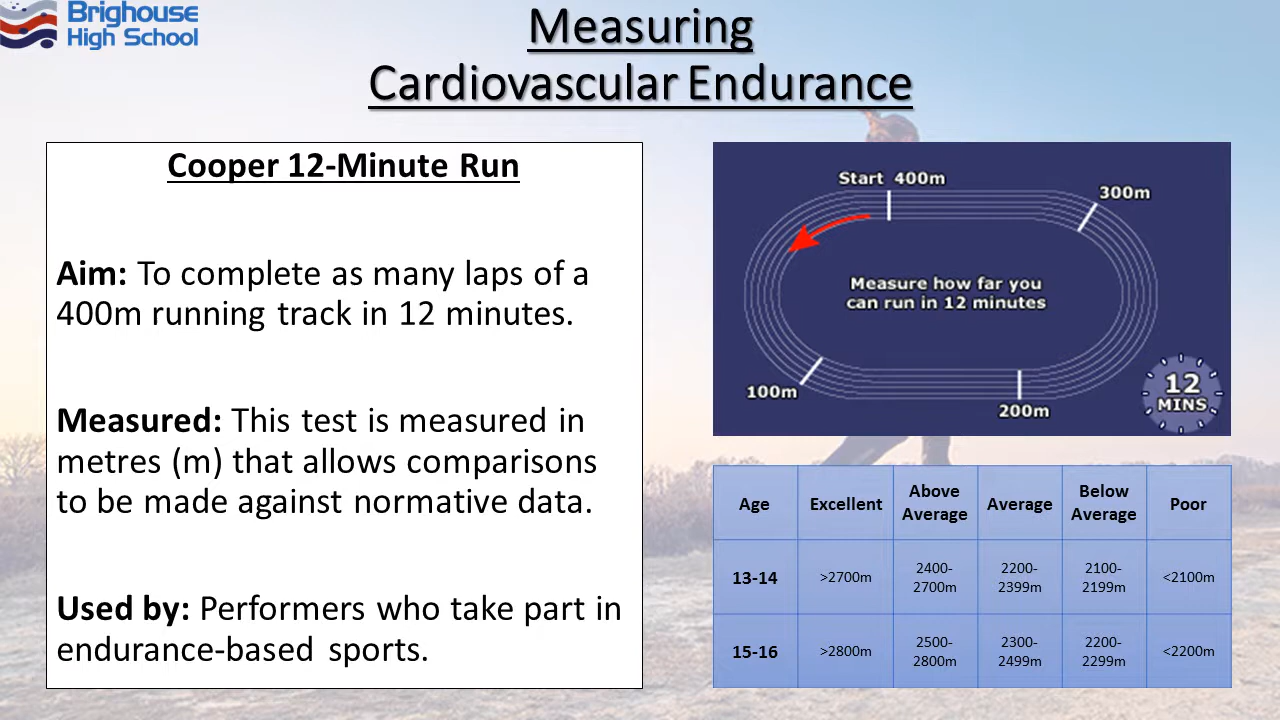 Brighouse
High School
Measuring
Cardiovascular Endurance
Cooper 12-Minute Run
Aim: To complete as many laps of a
400m running track in 12 minutes.
Measured: This test is measured in
metres (m) that allows comparisons
to be made against normative data.
Used by: Performers who take part in
endurance-based sports.
Start 400m
300m
Measure how far you
can run in 12 minutes
100m
200m
12
MINS
Age Excellent Above Average Average Below Average Poor
13-14 >2700m 2400-2700m 2200-2399m 2100-2199m <2100m
15-16 >2800m 2500-2800m 2300-2499m 2200-2299m <2200m